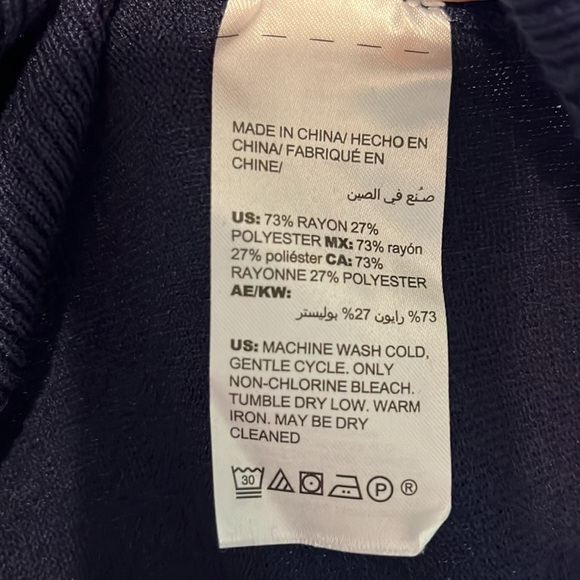 MADE IN CHINA/ HECHO EN
CHINA/ FABRIQUÉ EN
CHINE/
صُنع في الصين
US: 73% RAYON 27%
POLYESTER MX: 73% rayón
27% poliéster CA: 73%
RAYONNE 27% POLYESTER
AE/KW:
73% رايون 27% بوليستر
US: MACHINE WASH COLD,
GENTLE CYCLE. ONLY
NON-CHLORINE BLEACH.
TUMBLE DRY LOW. WARM
IRON. MAY BE DRY
CLEANED
30 P ®